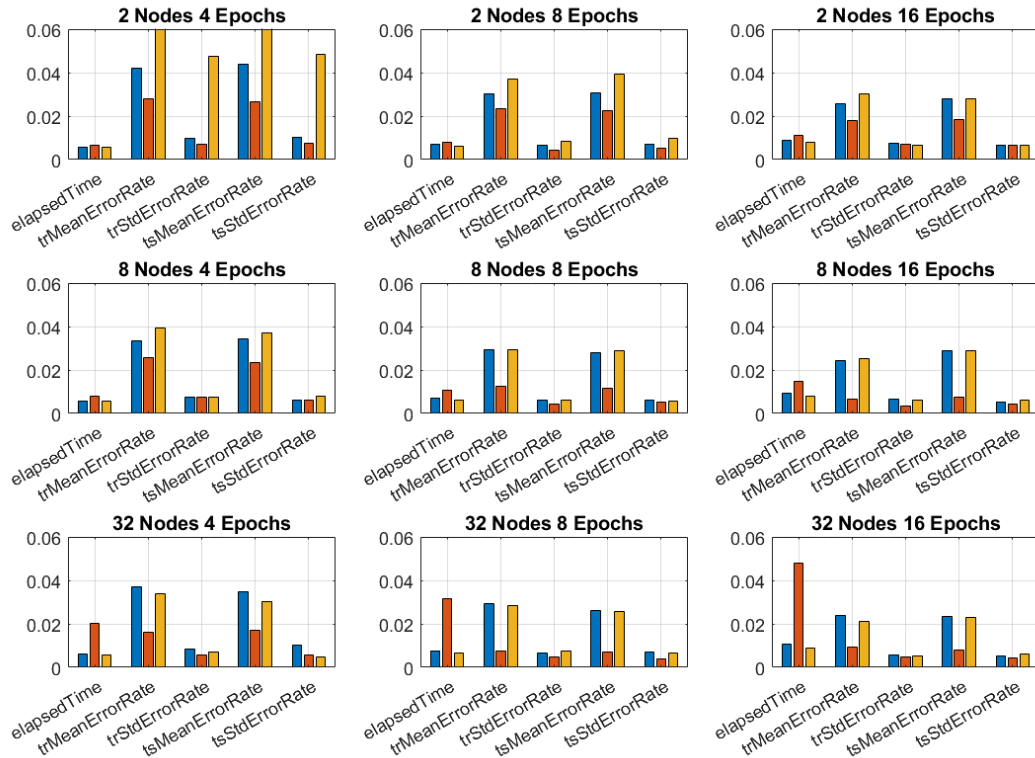 2 Nodes 4 Epochs
0.06
0.04
0.02
0
elapsedTime
trMeanErrorRate
trStdErrorRate
tsMeanErrorRate
tsStdErrorRate
2 Nodes 8 Epochs
0.06
0.04
0.02
0
elapsedTime
trMeanErrorRate
trStdErrorRate
tsMeanErrorRate
tsStdErrorRate
2 Nodes 16 Epochs
0.06
0.04
0.02
0
elapsedTime
trMeanErrorRate
trStdErrorRate
tsMeanErrorRate
tsStdErrorRate
8 Nodes 4 Epochs
0.06
0.04
0.02
0
elapsedTime
trMeanErrorRate
trStdErrorRate
tsMeanErrorRate
tsStdErrorRate
8 Nodes 8 Epochs
0.06
0.04
0.02
0
elapsedTime
trMeanErrorRate
trStdErrorRate
tsMeanErrorRate
tsStdErrorRate
8 Nodes 16 Epochs
0.06
0.04
0.02
0
elapsedTime
trMeanErrorRate
trStdErrorRate
tsMeanErrorRate
tsStdErrorRate
32 Nodes 4 Epochs
0.06
0.04
0.02
0
elapsedTime
trMeanErrorRate
trStdErrorRate
tsMeanErrorRate
tsStdErrorRate
32 Nodes 8 Epochs
0.06
0.04
0.02
0
elapsedTime
trMeanErrorRate
trStdErrorRate
tsMeanErrorRate
tsStdErrorRate
32 Nodes 16 Epochs
0.06
0.04
0.02
0
elapsedTime
trMeanErrorRate
trStdErrorRate
tsMeanErrorRate
tsStdErrorRate